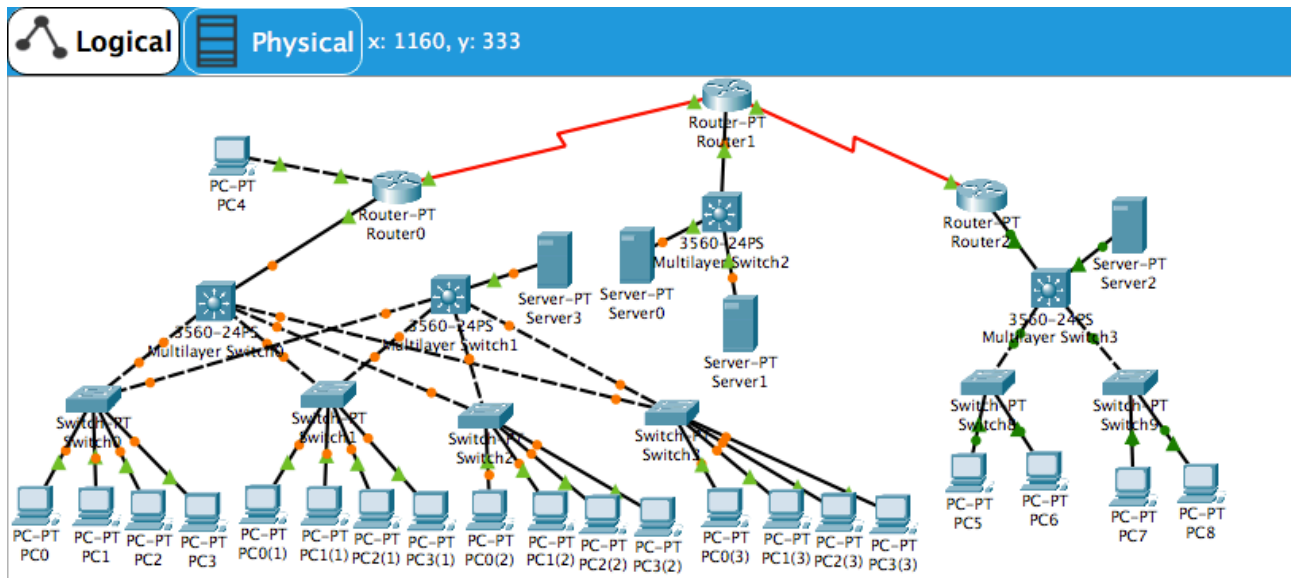 Logical
Physical
x: 1160, y: 333
Router-PT
Router1
PC-PT
PC4
Router-PT
Router0
3560-24PS
Multilayer Switch2
Router-PT
Router2
Server-PT
Server2
Server-PT
Server3
Server-PT
Server0
Server-PT
Server1
3560-24PS
Multilayer Switch0
3560-24PS
Multilayer Switch1
3560-24PS
Multilayer Switch3
Switch-PT
Switch0
Switch-PT
Switch1
Switch-PT
Switch2
Switch-PT
Switch3
Switch-PT
Switch8
Switch-PT
Switch9
PC-PT
PC0
PC-PT
PC1
PC-PT
PC2
PC-PT
PC3
PC-PT
PC0(1)
PC-PT
PC1(1)
PC-PT
PC2(1)
PC-PT
PC3(1)
PC-PT
PC0(2)
PC-PT
PC1(2)
PC-PT
PC2(2)
PC-PT
PC3(2)
PC-PT
PC0(3)
PC-PT
PC1(3)
PC-PT
PC2(3)
PC-PT
PC3(3)
PC-PT
PC5
PC-PT
PC6
PC-PT
PC7
PC-PT
PC8